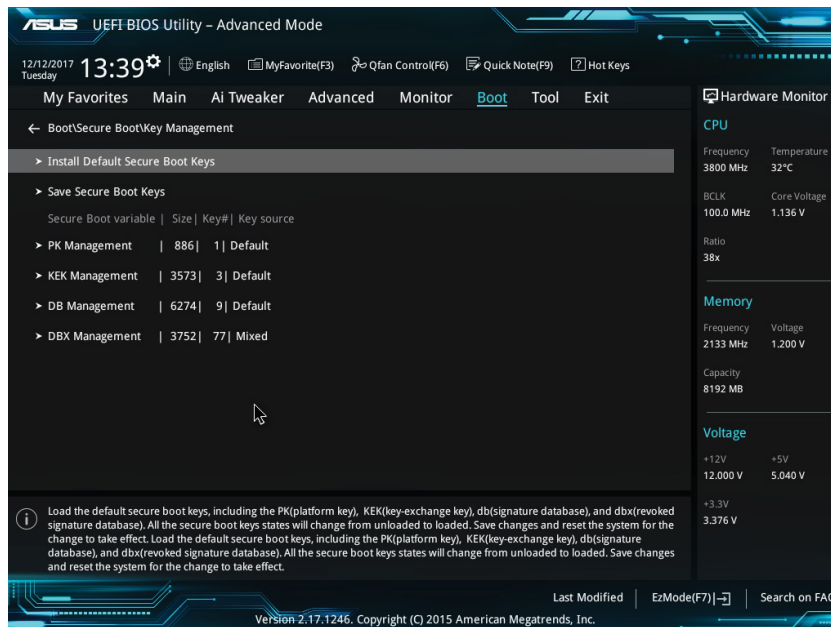 ASUS UEFI BIOS Utility – Advanced Mode
12/12/2017
Tuesday
13:39
English
MyFavorite(F3)
Qfan Control(F6)
Quick Note(F9)
? Hot Keys
My Favorites Main Ai Tweaker Advanced Monitor Boot Tool Exit
Boot\Secure Boot\Key Management
Install Default Secure Boot Keys
Save Secure Boot Keys
Secure Boot variable | Size| Key#| Key source
PK Management | 886| 1| Default
KEK Management | 3573| 3| Default
DB Management | 6274| 9| Default
DBX Management | 3752| 77| Mixed
Load the default secure boot keys, including the PK(platform key), KEK(key-exchange key), db(signature database), and dbx(revoked
signature database). All the secure boot keys states will change from unloaded to loaded. Save changes and reset the system for the
change to take effect. Load the default secure boot keys, including the PK(platform key), KEK(key-exchange key), db(signature
database), and dbx(revoked signature database). All the secure boot keys states will change from unloaded to loaded. Save changes
and reset the system for the change to take effect.
Hardware Monitor
CPU
Frequency Temperature
3800 MHz 32°C
BCLK Core Voltage
100.0 MHz 1.136 V
Ratio
38x
Memory
Frequency Voltage
2133 MHz 1.200 V
Capacity
8192 MB
Voltage
+12V +5V
12.000 V 5.040 V
+3.3V
3.376 V
Last Modified
EzMode(F7)
Search on FA
Version 2.17.1246. Copyright (C) 2015 American Megatrends, Inc.